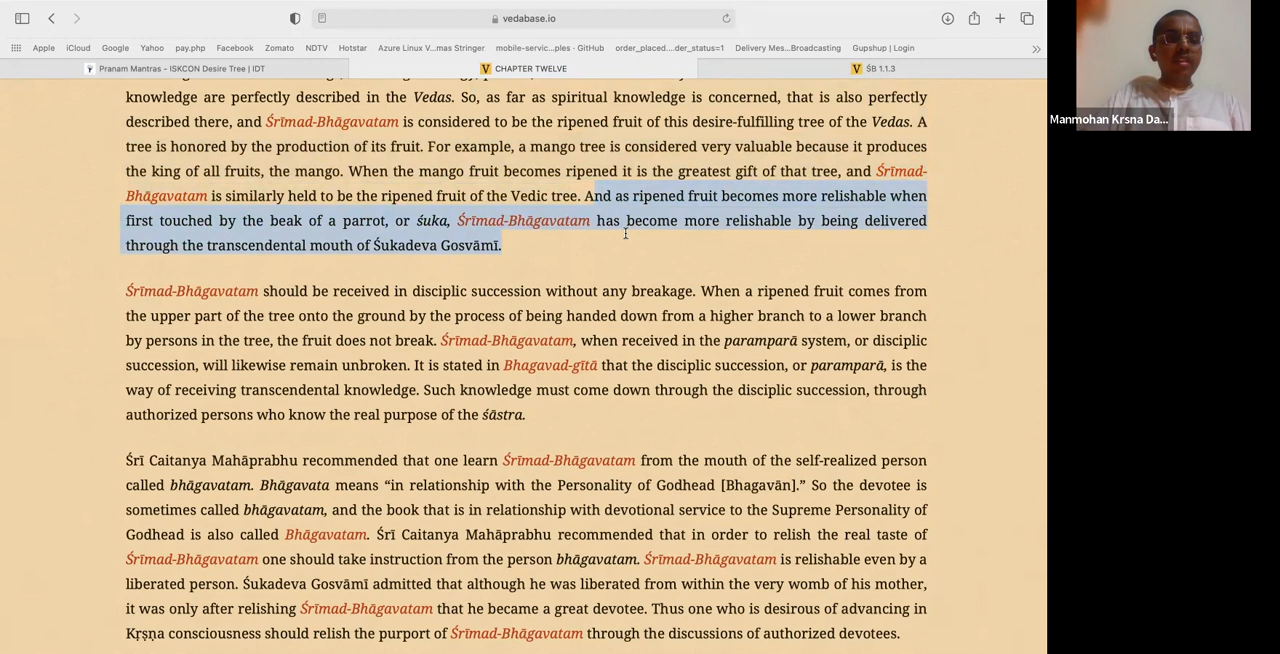 vedabase.io
Apple iCloud Google Yahoo pay.php Facebook Zomato NDTV Hotstar Azure Linux V...mas Stringer mobile-servic...ples · GitHub order_placed....der_status=1 Delivery Mes...Broadcasting Gupshup | Login
Pranam Mantras - ISKCON Desire Tree | IDT CHAPTER TWELVE ŚB 1.1.3
knowledge are perfectly described in the Vedas. So, as far as spiritual knowledge is concerned, that is also perfectly
described there, and Śrīmad-Bhāgavatam is considered to be the ripened fruit of this desire-fulfilling tree of the Vedas. A
tree is honored by the production of its fruit. For example, a mango tree is considered very valuable because it produces
the king of all fruits, the mango. When the mango fruit becomes ripened it is the greatest gift of that tree, and Śrīmad-
Bhāgavatam is similarly held to be the ripened fruit of the Vedic tree. And as ripened fruit becomes more relishable when
first touched by the beak of a parrot, or śuka, Śrīmad-Bhāgavatam has become more relishable by being delivered
through the transcendental mouth of Śukadeva Gosvāmī.
Śrīmad-Bhāgavatam should be received in disciplic succession without any breakage. When a ripened fruit comes from
the upper part of the tree onto the ground by the process of being handed down from a higher branch to a lower branch
by persons in the tree, the fruit does not break. Śrīmad-Bhāgavatam, when received in the paramparā system, or disciplic
succession, will likewise remain unbroken. It is stated in Bhagavad-gītā that the disciplic succession, or paramparā, is the
way of receiving transcendental knowledge. Such knowledge must come down through the disciplic succession, through
authorized persons who know the real purpose of the śāstra.
Śrī Caitanya Mahāprabhu recommended that one learn Śrīmad-Bhāgavatam from the mouth of the self-realized person
called bhāgavatam. Bhāgavata means “in relationship with the Personality of Godhead [Bhagavān].” So the devotee is
sometimes called bhāgavatam, and the book that is in relationship with devotional service to the Supreme Personality of
Godhead is also called Bhāgavatam. Śrī Caitanya Mahāprabhu recommended that in order to relish the real taste of
Śrīmad-Bhāgavatam one should take instruction from the person bhāgavatam. Śrīmad-Bhāgavatam is relishable even by a
liberated person. Śukadeva Gosvāmī admitted that although he was liberated from within the very womb of his mother,
it was only after relishing Śrīmad-Bhāgavatam that he became a great devotee. Thus one who is desirous of advancing in
Kṛṣṇa consciousness should relish the purport of Śrīmad-Bhāgavatam through the discussions of authorized devotees.
Manmohan Krsna Da...